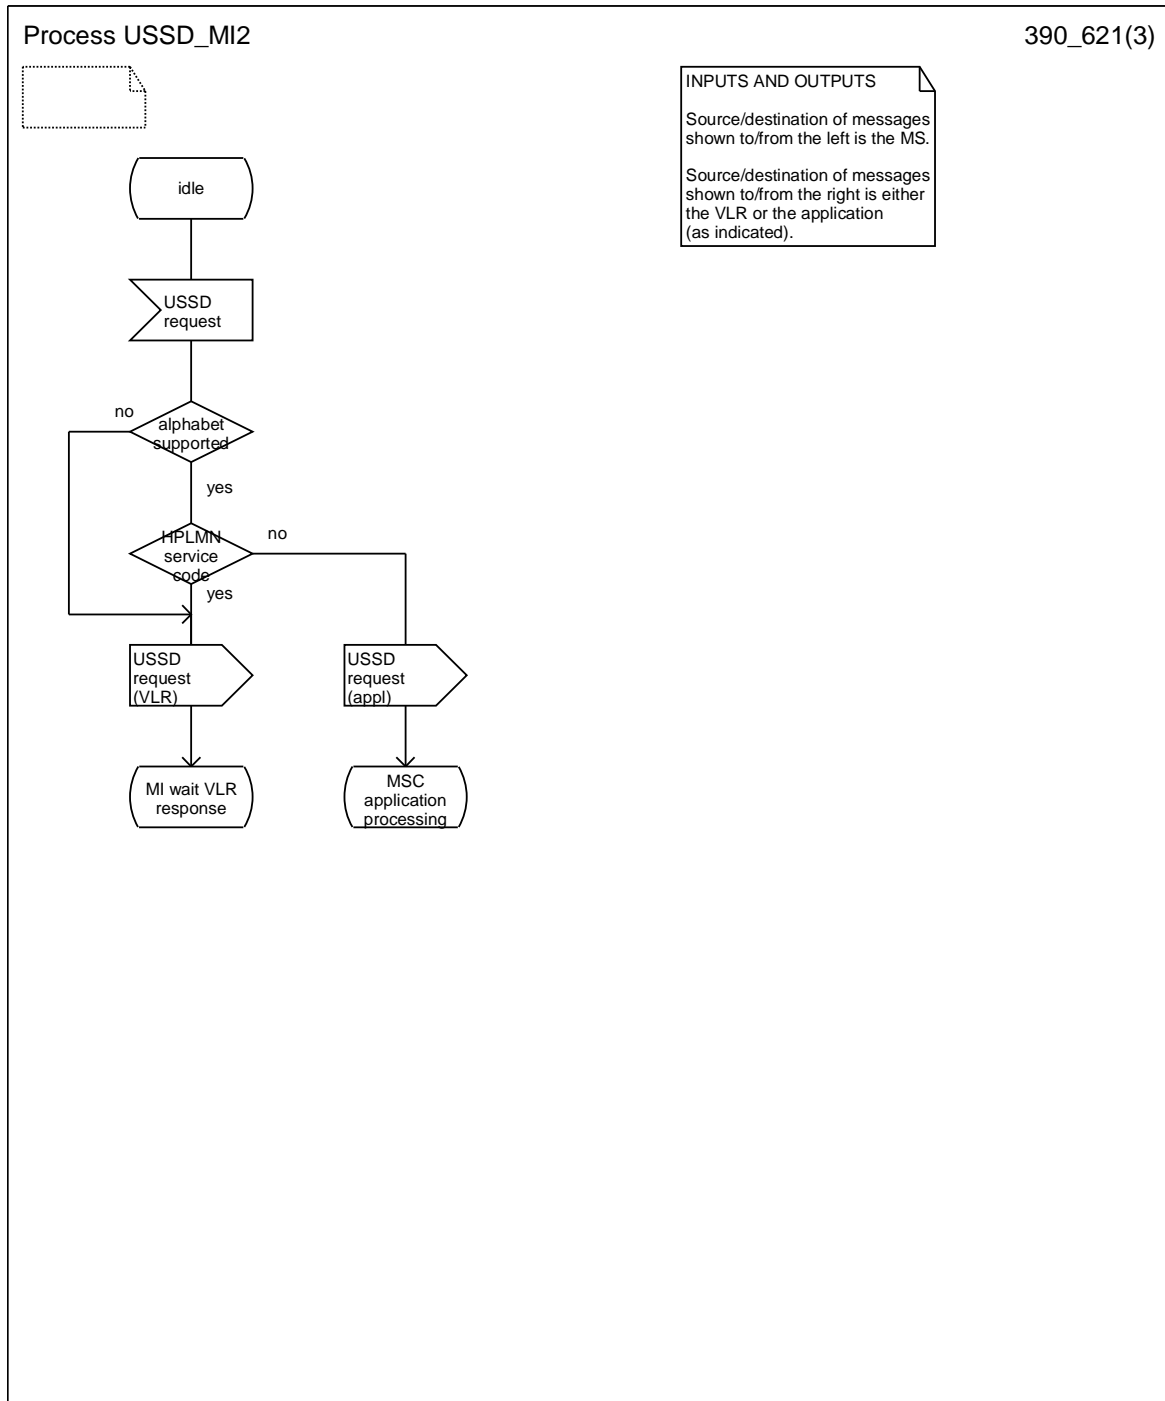 Process USSD_MI2
390_621(3)
INPUTS AND OUTPUTS
Source/destination of messages
shown to/from the left is the MS.
Source/destination of messages
shown to/from the right is either
the VLR or the application
(as indicated).
idle
USSD
request
no
alphabet
supported
yes
HPLMN
service
code
no
yes
USSD
request
(VLR)
USSD
request
(appl)
MI wait VLR
response
MSC
application
processing